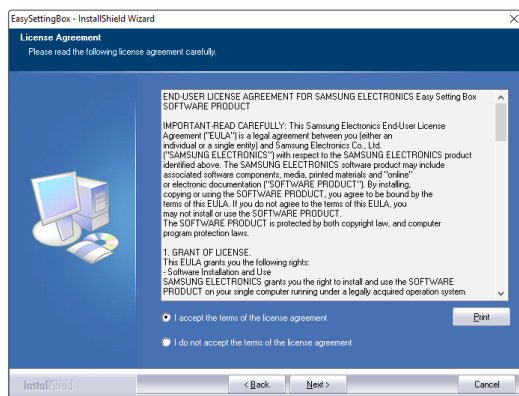 EasySettingBox - InstallShield Wizard
License Agreement
Please read the following license agreement carefully.
END-USER LICENSE AGREEMENT FOR SAMSUNG ELECTRONICS Easy Setting Box
SOFTWARE PRODUCT
IMPORTANT-READ CAREFULLY: This Samsung Electronics End-User License
Agreement ("EULA") is a legal agreement between you (either an
individual or a single entity) and Samsung Electronics Co., Ltd.
("SAMSUNG ELECTRONICS") with respect to the SAMSUNG ELECTRONICS product
identified above. The SAMSUNG ELECTRONICS software product may include
associated software components, media, printed materials and "online"
or electronic documentation ("SOFTWARE PRODUCT"). By installing,
copying or using the SOFTWARE PRODUCT, you agree to be bound by the
terms of this EULA. If you do not agree to the terms of this EULA, you
may not install or use the SOFTWARE PRODUCT.
The SOFTWARE PRODUCT is protected by both copyright law, and computer
program protection laws.
1. GRANT OF LICENSE.
This EULA grants you the following rights:
- Software Installation and Use
SAMSUNG ELECTRONICS grants you the right to install and use the SOFTWARE
PRODUCT on your single computer running under a legally acquired operation system.
I accept the terms of the license agreement
Print
I do not accept the terms of the license agreement
InstallShield
< Back
Next >
Cancel